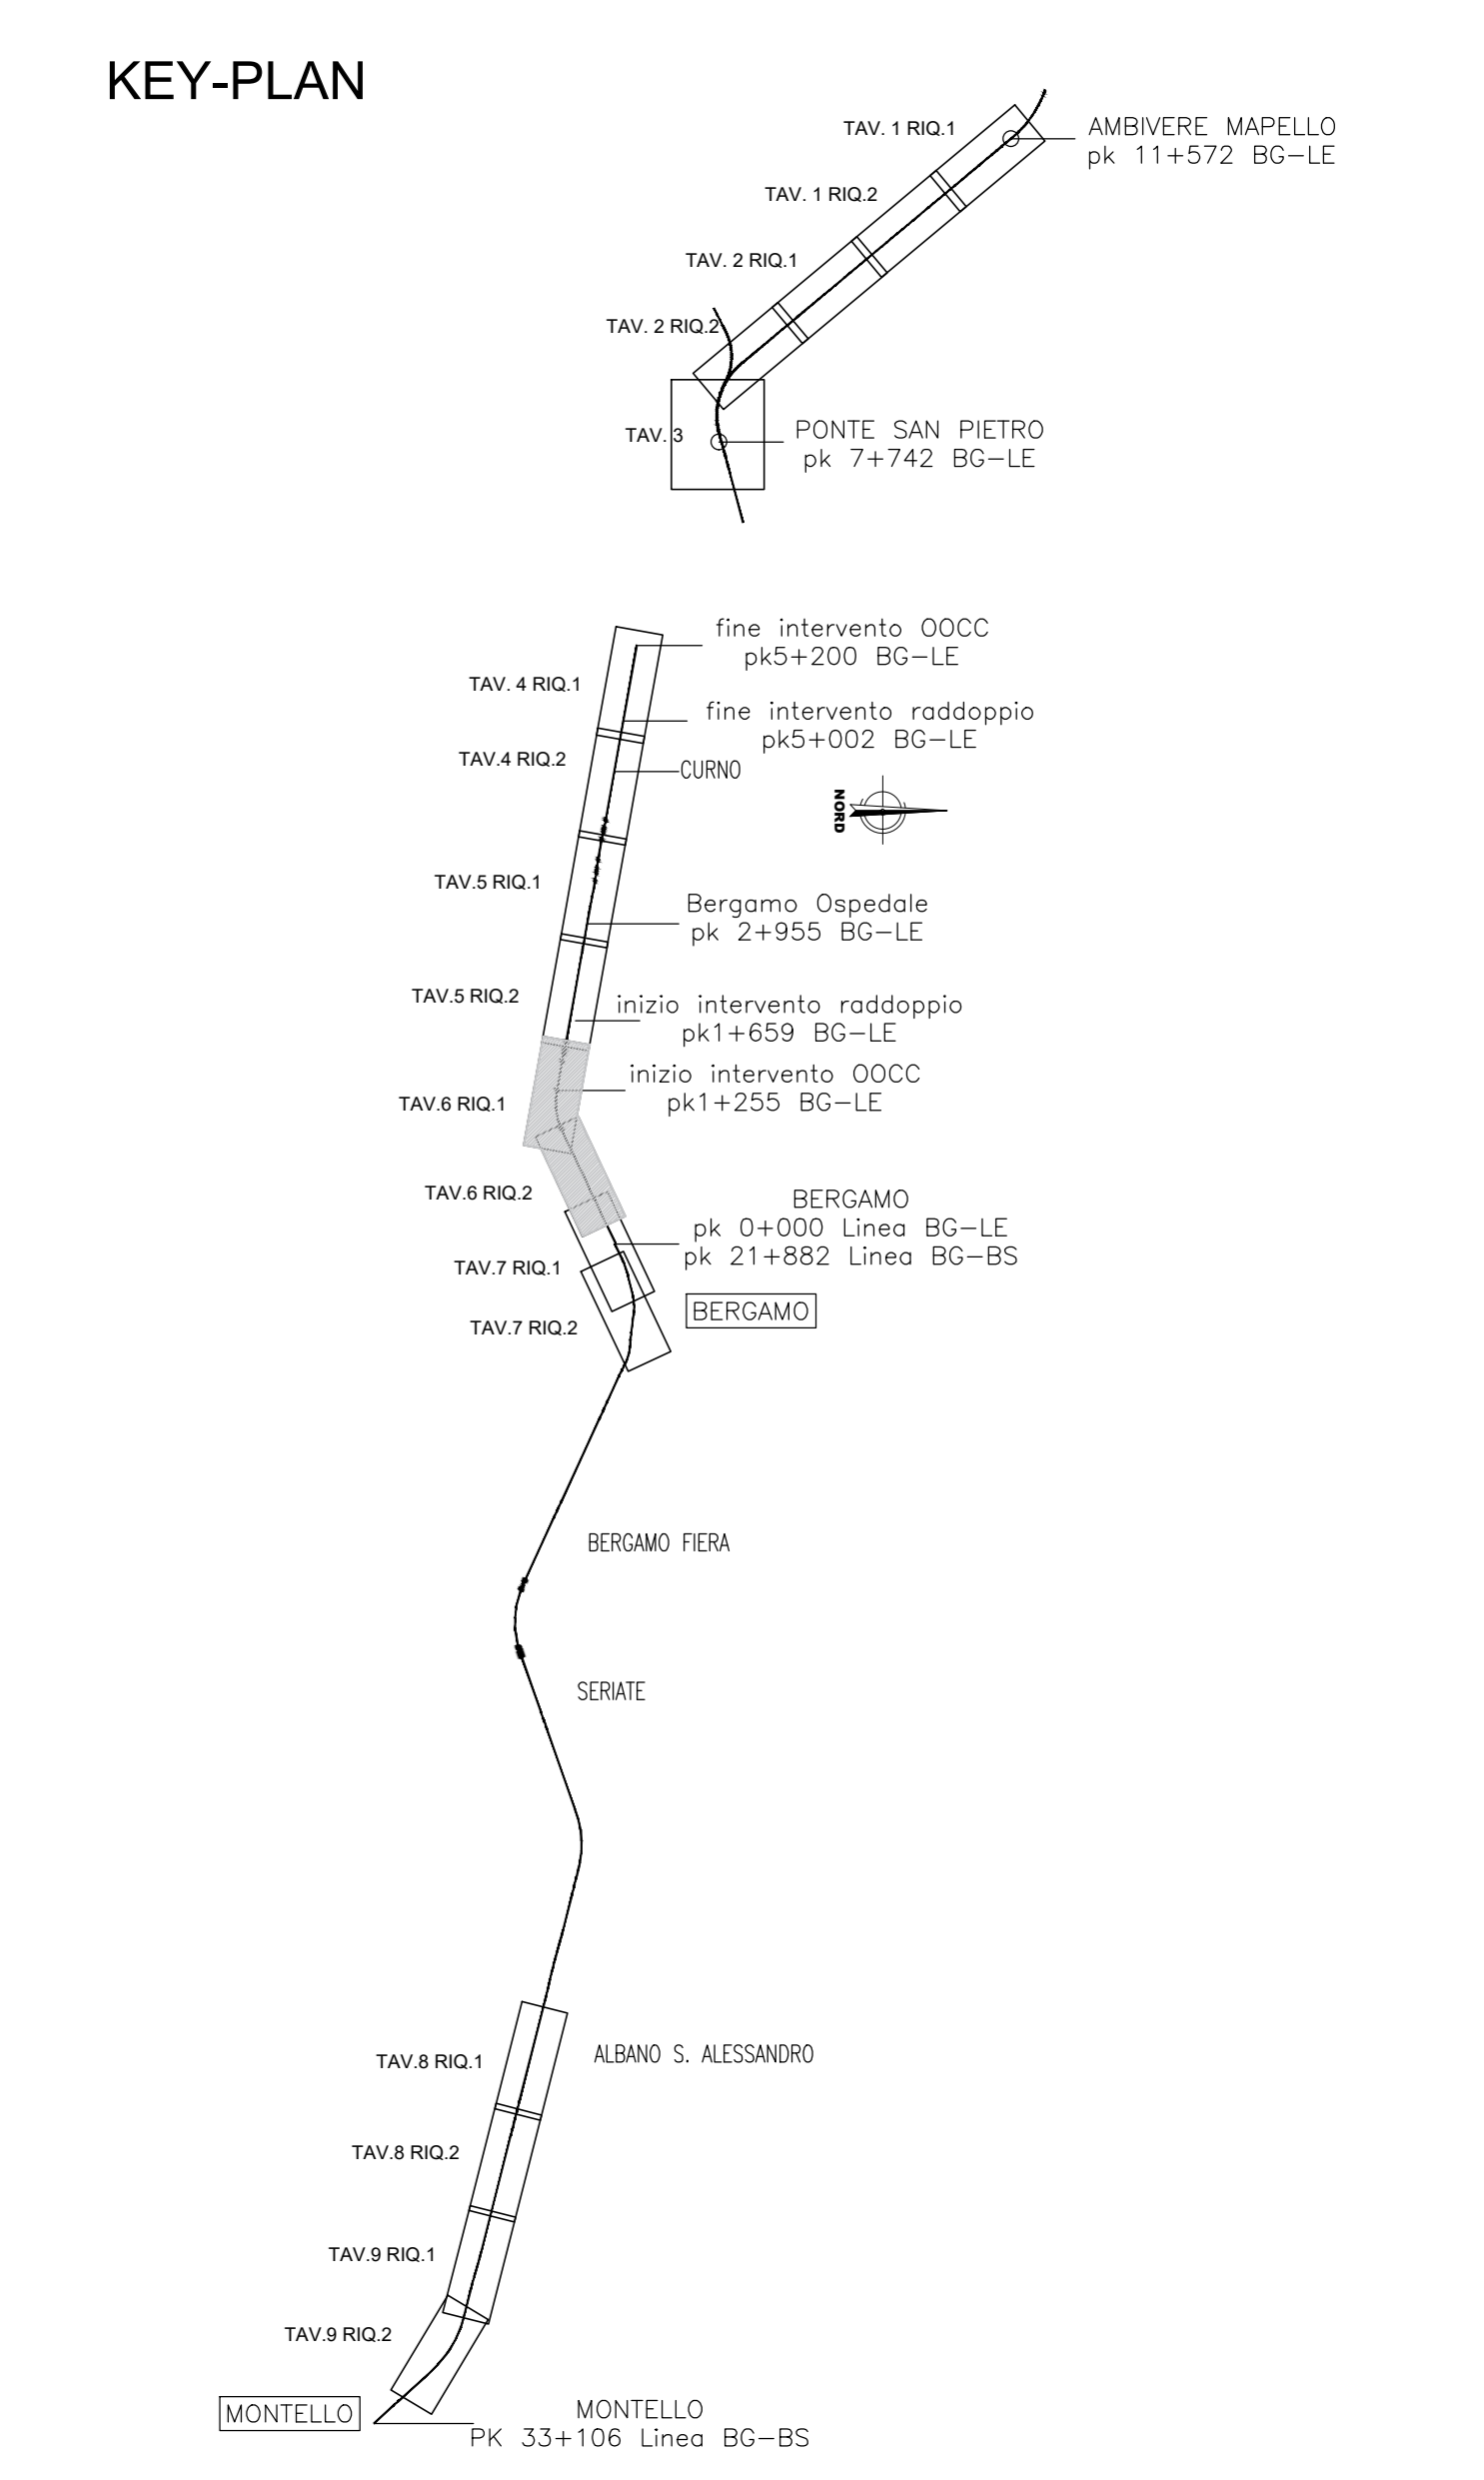 KEY-PLAN
TAV. 1 RIQ.1
AMBIVERE MAPELLO
pk 11+572 BG-LE
TAV. 1 RIQ.2
TAV. 2 RIQ.1
TAV. 2 RIQ.2
TAV. 3
PONTE SAN PIETRO
pk 7+742 BG-LE
fine intervento OOCC
pk5+200 BG-LE
TAV. 4 RIQ.1
fine intervento raddoppio
pk5+002 BG-LE
TAV.4 RIQ.2
CURNO
NORD
TAV.5 RIQ.1
Bergamo Ospedale
pk 2+955 BG-LE
TAV.5 RIQ.2
inizio intervento raddoppio
pk1+659 BG-LE
inizio intervento OOCC
pk1+255 BG-LE
TAV.6 RIQ.1
TAV.6 RIQ.2
BERGAMO
pk 0+000 Linea BG-LE
pk 21+882 Linea BG-BS
TAV.7 RIQ.1
BERGAMO
TAV.7 RIQ.2
BERGAMO FIERA
SERIATE
ALBANO S. ALESSANDRO
TAV.8 RIQ.1
TAV.8 RIQ.2
TAV.9 RIQ.1
TAV.9 RIQ.2
MONTELLO
MONTELLO
PK 33+106 Linea BG-BS